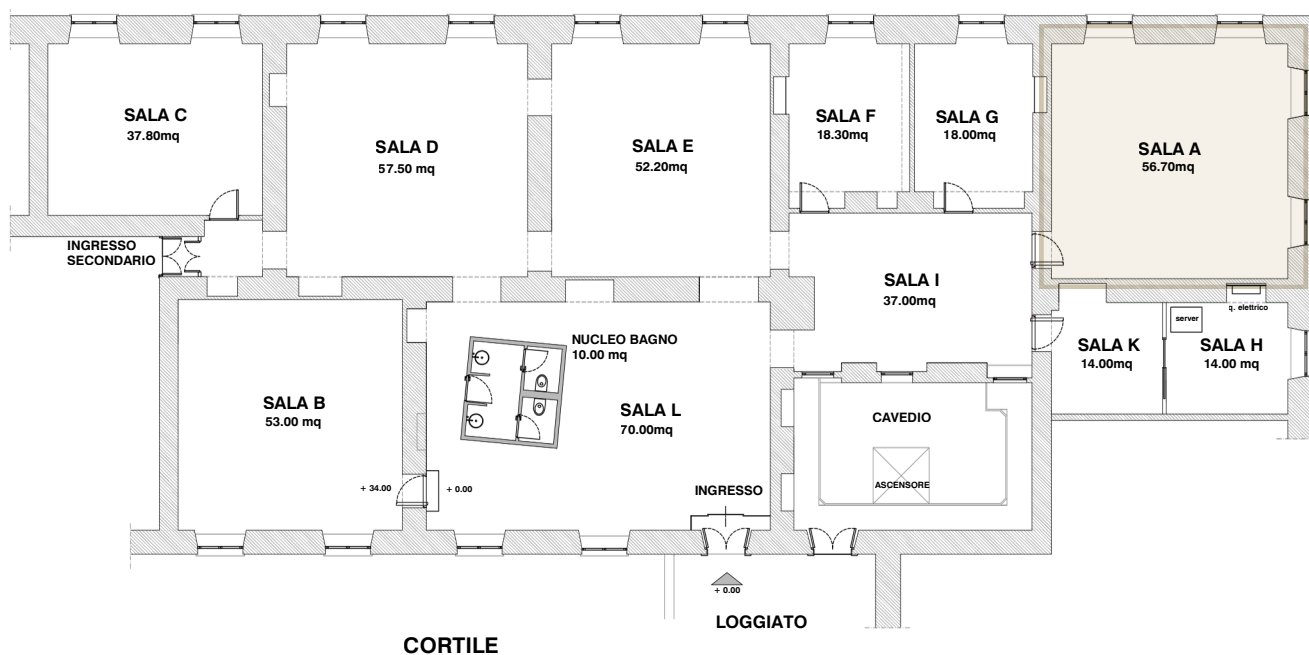 SALA C
37.80mq
SALA D
57.50 mq
SALA E
52.20mq
SALA F
18.30mq
SALA G
18.00mq
SALA A
56.70mq
INGRESSO
SECONDARIO
SALA I
37.00mq
q. elettrico
server
SALA K
14.00mq
SALA H
14.00 mq
NUCLEO BAGNO
10.00 mq
SALA B
53.00 mq
SALA L
70.00mq
CAVEDIO
ASCENSORE
+ 34.00
+ 0.00
INGRESSO
+ 0.00
LOGGIATO
CORTILE